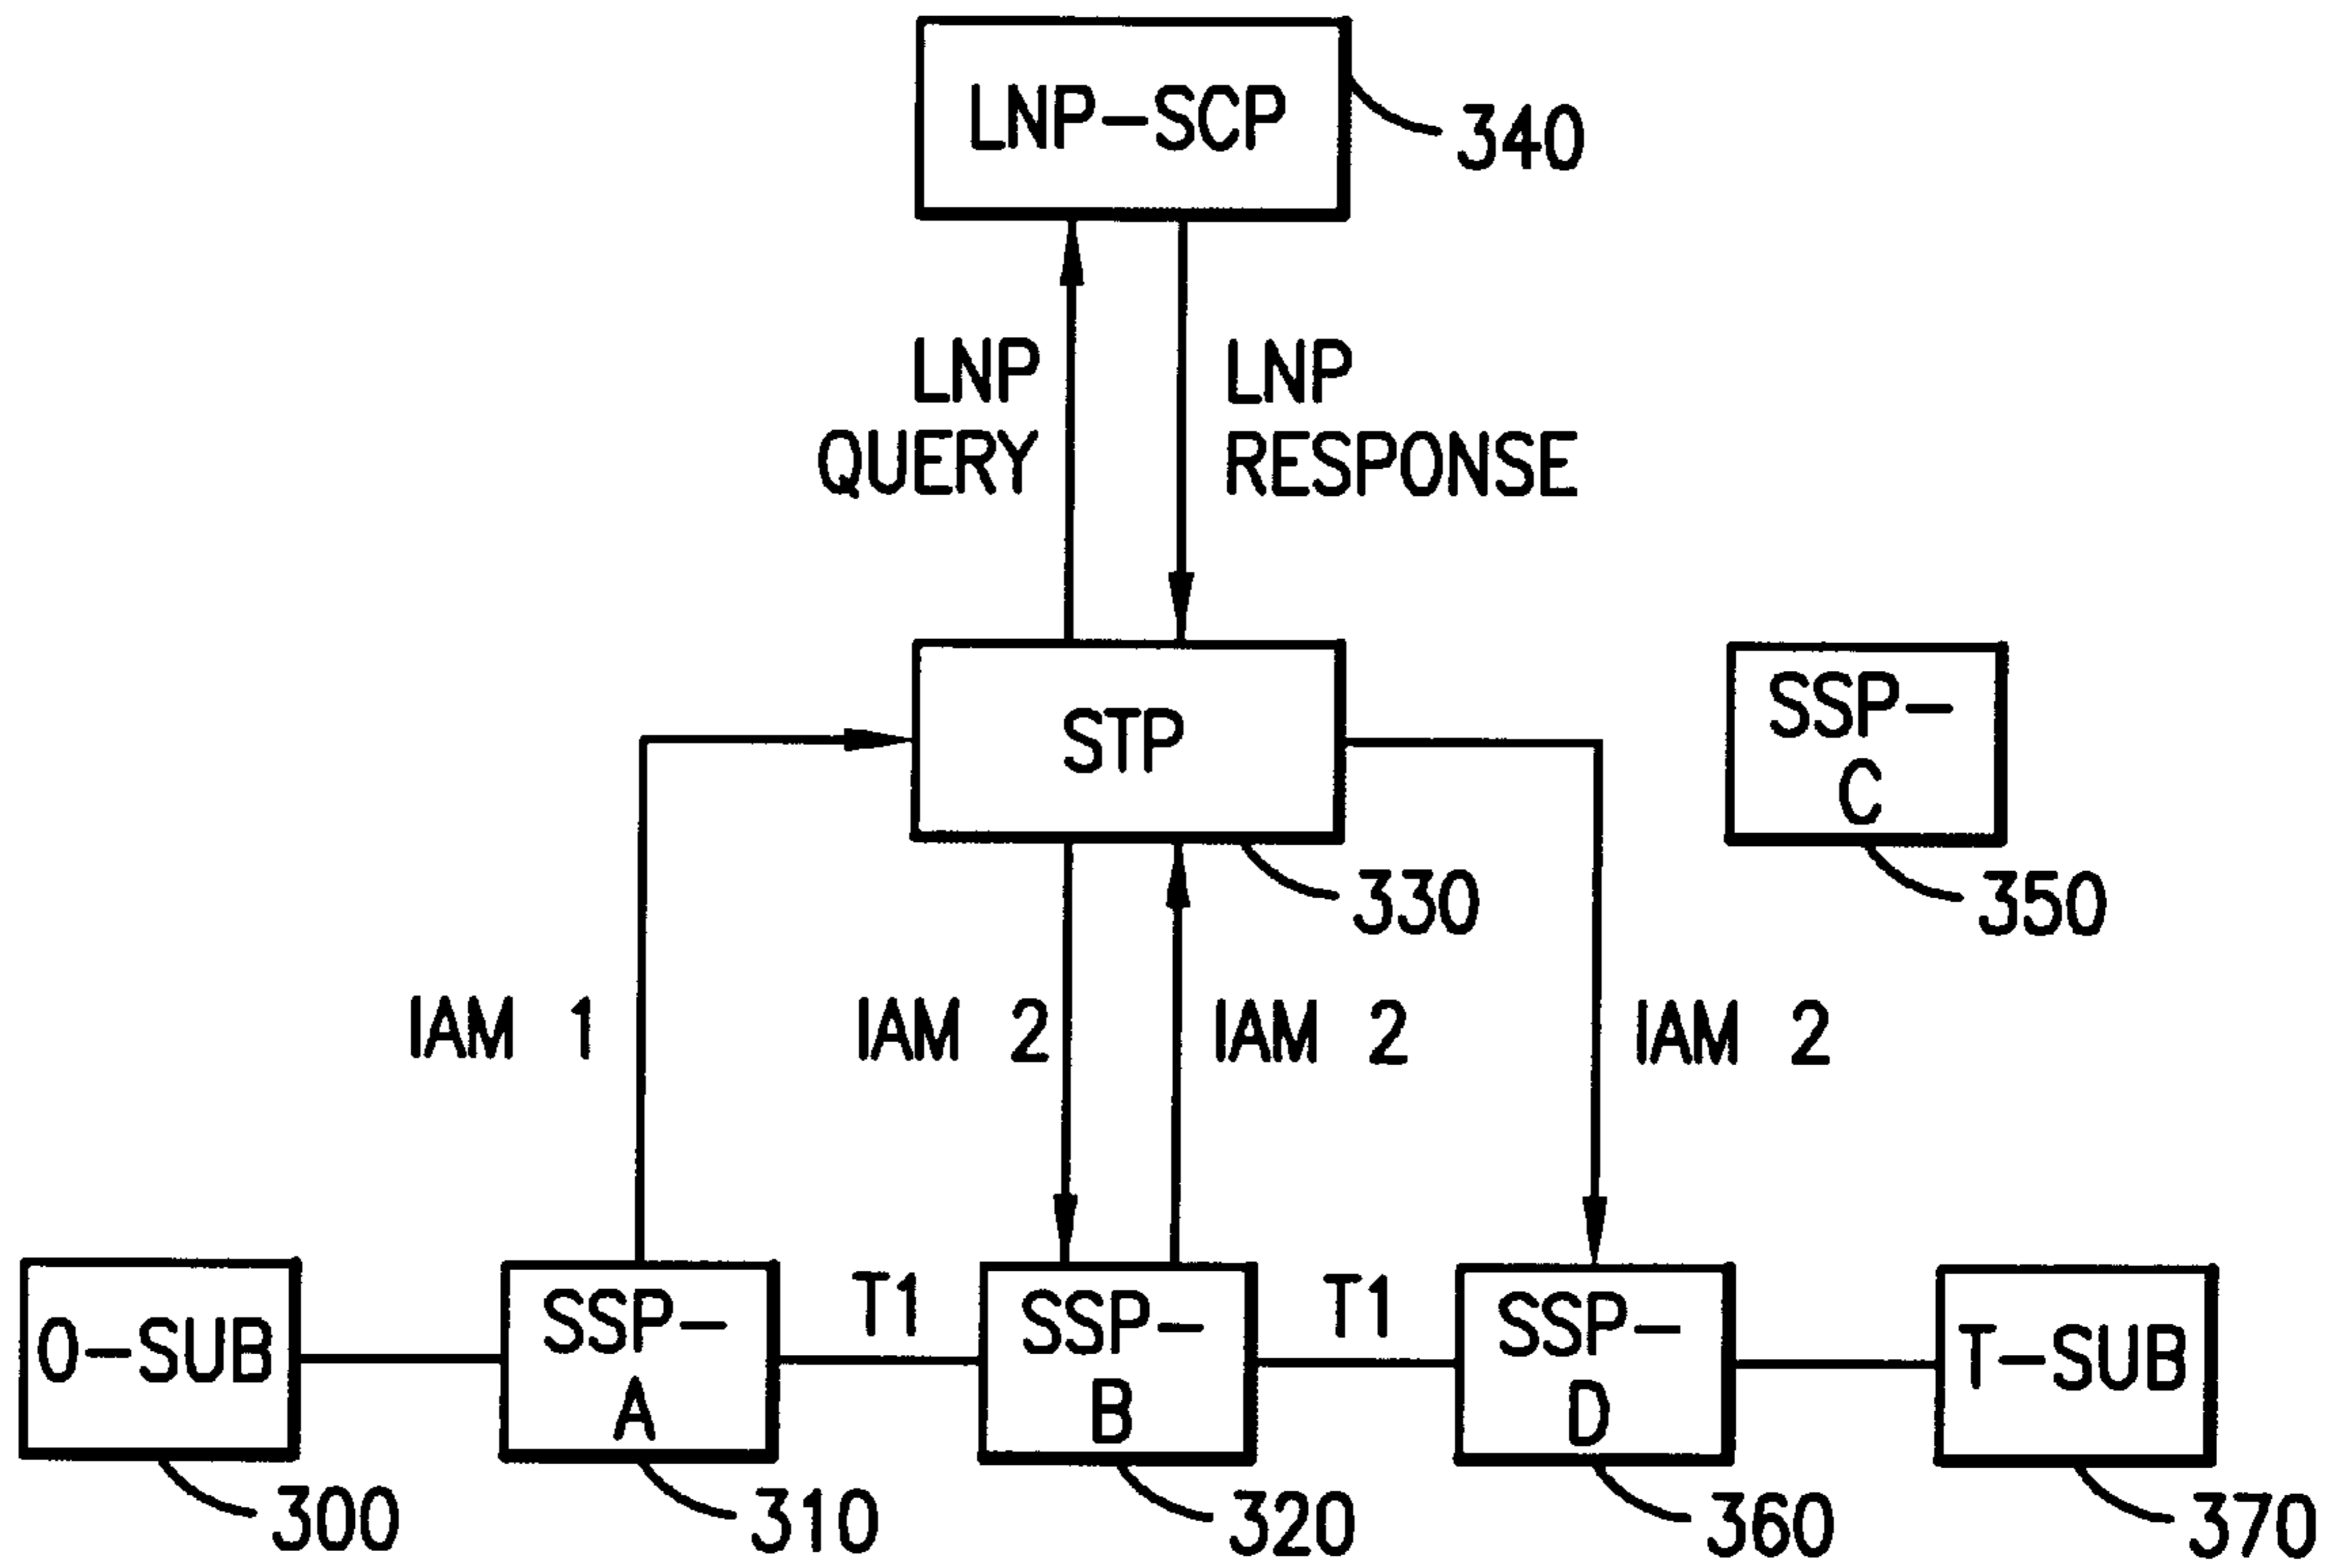 LNP-SCP
340
LNP
QUERY
LNP
RESPONSE
STP
330
SSP-
C
350
IAM 1
IAM 2
IAM 2
IAM 2
O-SUB
300
SSP-
A
310
T1
SSP-
B
320
T1
SSP-
D
360
T-SUB
370